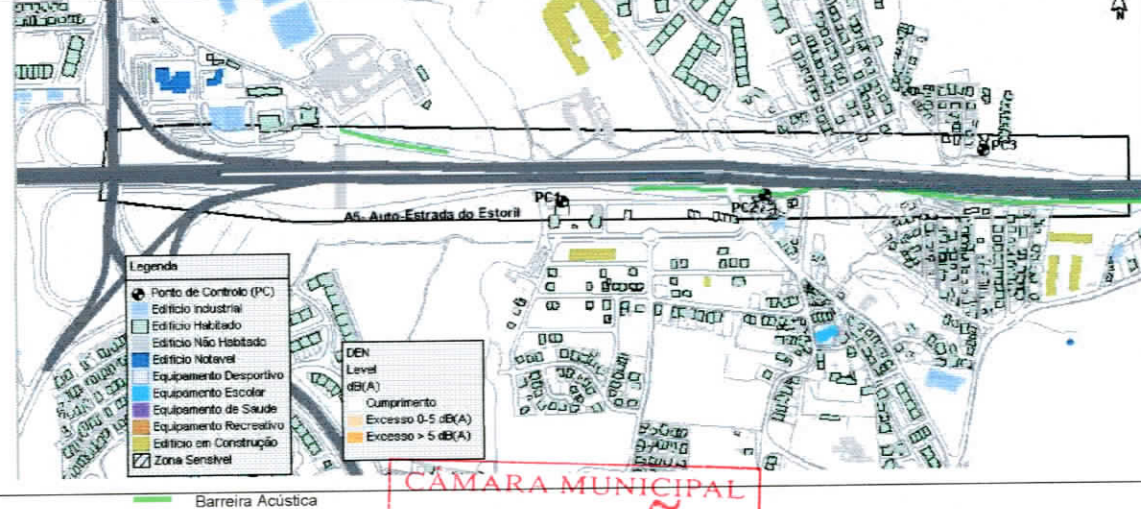 N
PC3
PC1
PC2
A5- Auto-Estrada do Estoril
Legenda
Ponto de Controlo (PC)
Edifício Industrial
Edifício Habitado
Edifício Não Habitado
Edifício Notavel
Equipamento Desportivo
Equipamento Escolar
Equipamento de Saude
Equipamento Recreativo
Edifício em Construção
Zona Sensível
DEN
Level
dB(A)
Cumprimento
Excesso 0-5 dB(A)
Excesso > 5 dB(A)
CÂMARA MUNICIPAL
Barreira Acústica